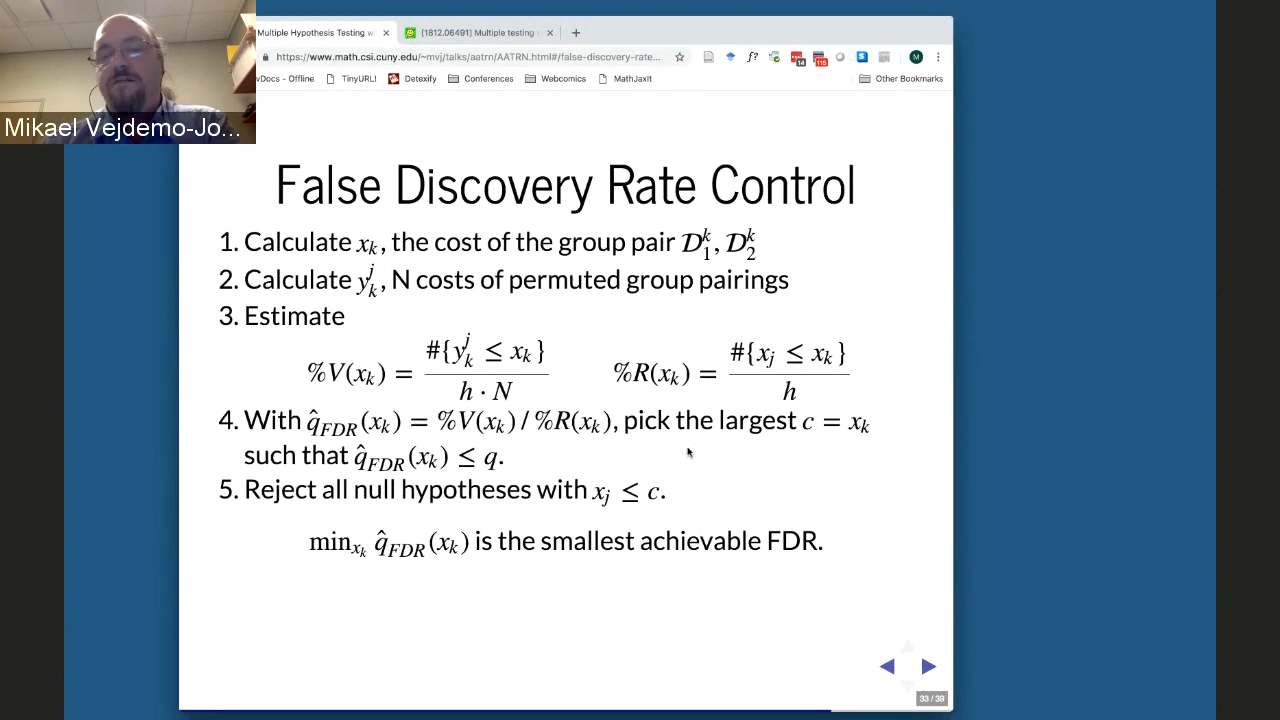 Multiple Hypothesis Testing w
[1812.06491] Multiple testing
https://www.math.csi.cuny.edu/~mvj/talks/aatrn/AATRN.html#/false-discovery-rate...
f?
14
115
M
wDocs - Offline TinyURL! Detexify Conferences Webcomics MathJaxIt Other Bookmarks
Mikael Vejdemo-Jo...
False Discovery Rate Control
1. Calculate x_k, the cost of the group pair 𝒟_1^k, 𝒟_2^k
2. Calculate y_k^j, N costs of permuted group pairings
3. Estimate
%V(x_k) = #{y_k^j ≤ x_k} / h · N %R(x_k) = #{x_j ≤ x_k} / h
4. With q̂_FDR(x_k) = %V(x_k) / %R(x_k), pick the largest c = x_k
such that q̂_FDR(x_k) ≤ q.
5. Reject all null hypotheses with x_j ≤ c.
min_{x_k} q̂_FDR(x_k) is the smallest achievable FDR.
33 / 39